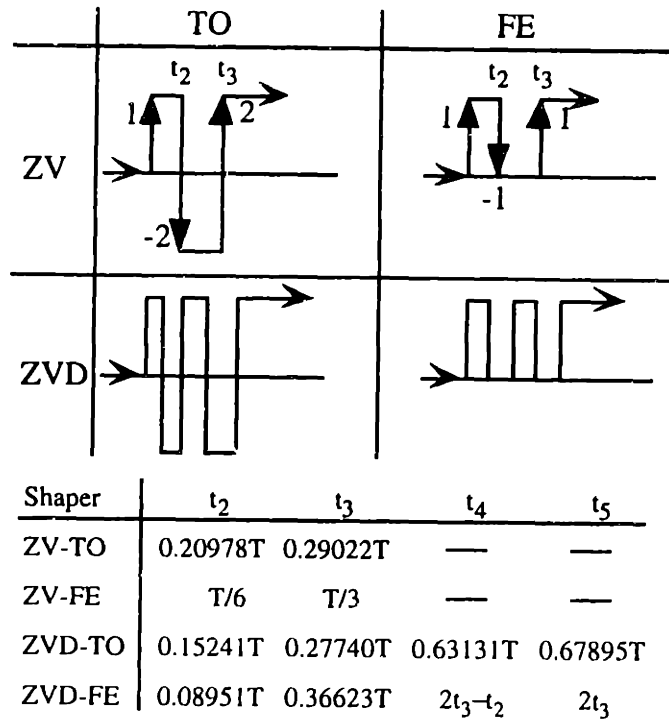 TO FE
t2 t3 t2 t3
1 2 1 1
ZV
-2 -1
ZVD
Shaper t2 t3 t4 t5
ZV-TO 0.20978T 0.29022T — —
ZV-FE T/6 T/3 — —
ZVD-TO 0.15241T 0.27740T 0.63131T 0.67895T
ZVD-FE 0.08951T 0.36623T 2t3–t2 2t3